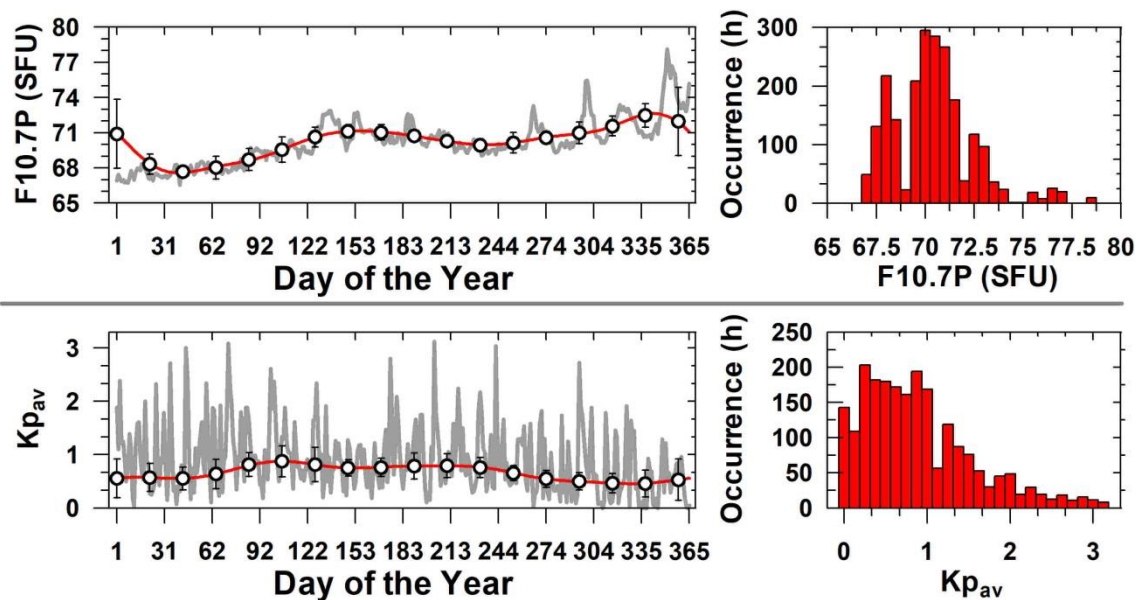 F10.7P (SFU)
80
77
74
71
68
65
1 31 62 92 122 153 183 213 244 274 304 335 365
Day of the Year
Occurrence (h)
300
200
100
0
65 67.5 70 72.5 75 77.5 80
F10.7P (SFU)
Kpav
3
2
1
0
1 31 62 92 122 153 183 213 244 274 304 335 365
Day of the Year
Occurrence (h)
250
200
150
100
50
0
0 1 2 3
Kpav